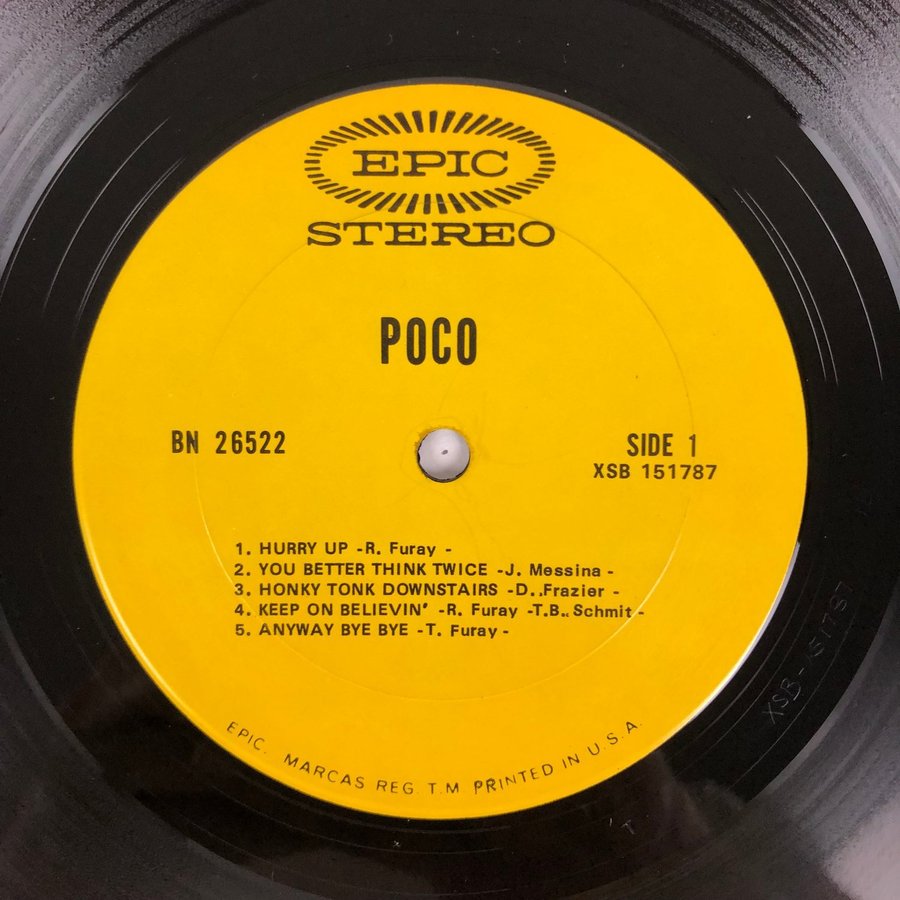 EPIC
STEREO
POCO
BN 26522
SIDE 1
XSB 151787
1. HURRY UP -R. Furay -
2. YOU BETTER THINK TWICE -J. Messina -
3. HONKY TONK DOWNSTAIRS -D..Frazier -
4. KEEP ON BELIEVIN' -R. Furay -T.B.. Schmit -
5. ANYWAY BYE BYE -T. Furay -
EPIC. MARCAS REG. T.M. PRINTED IN U.S.A.
XSB-151787
T